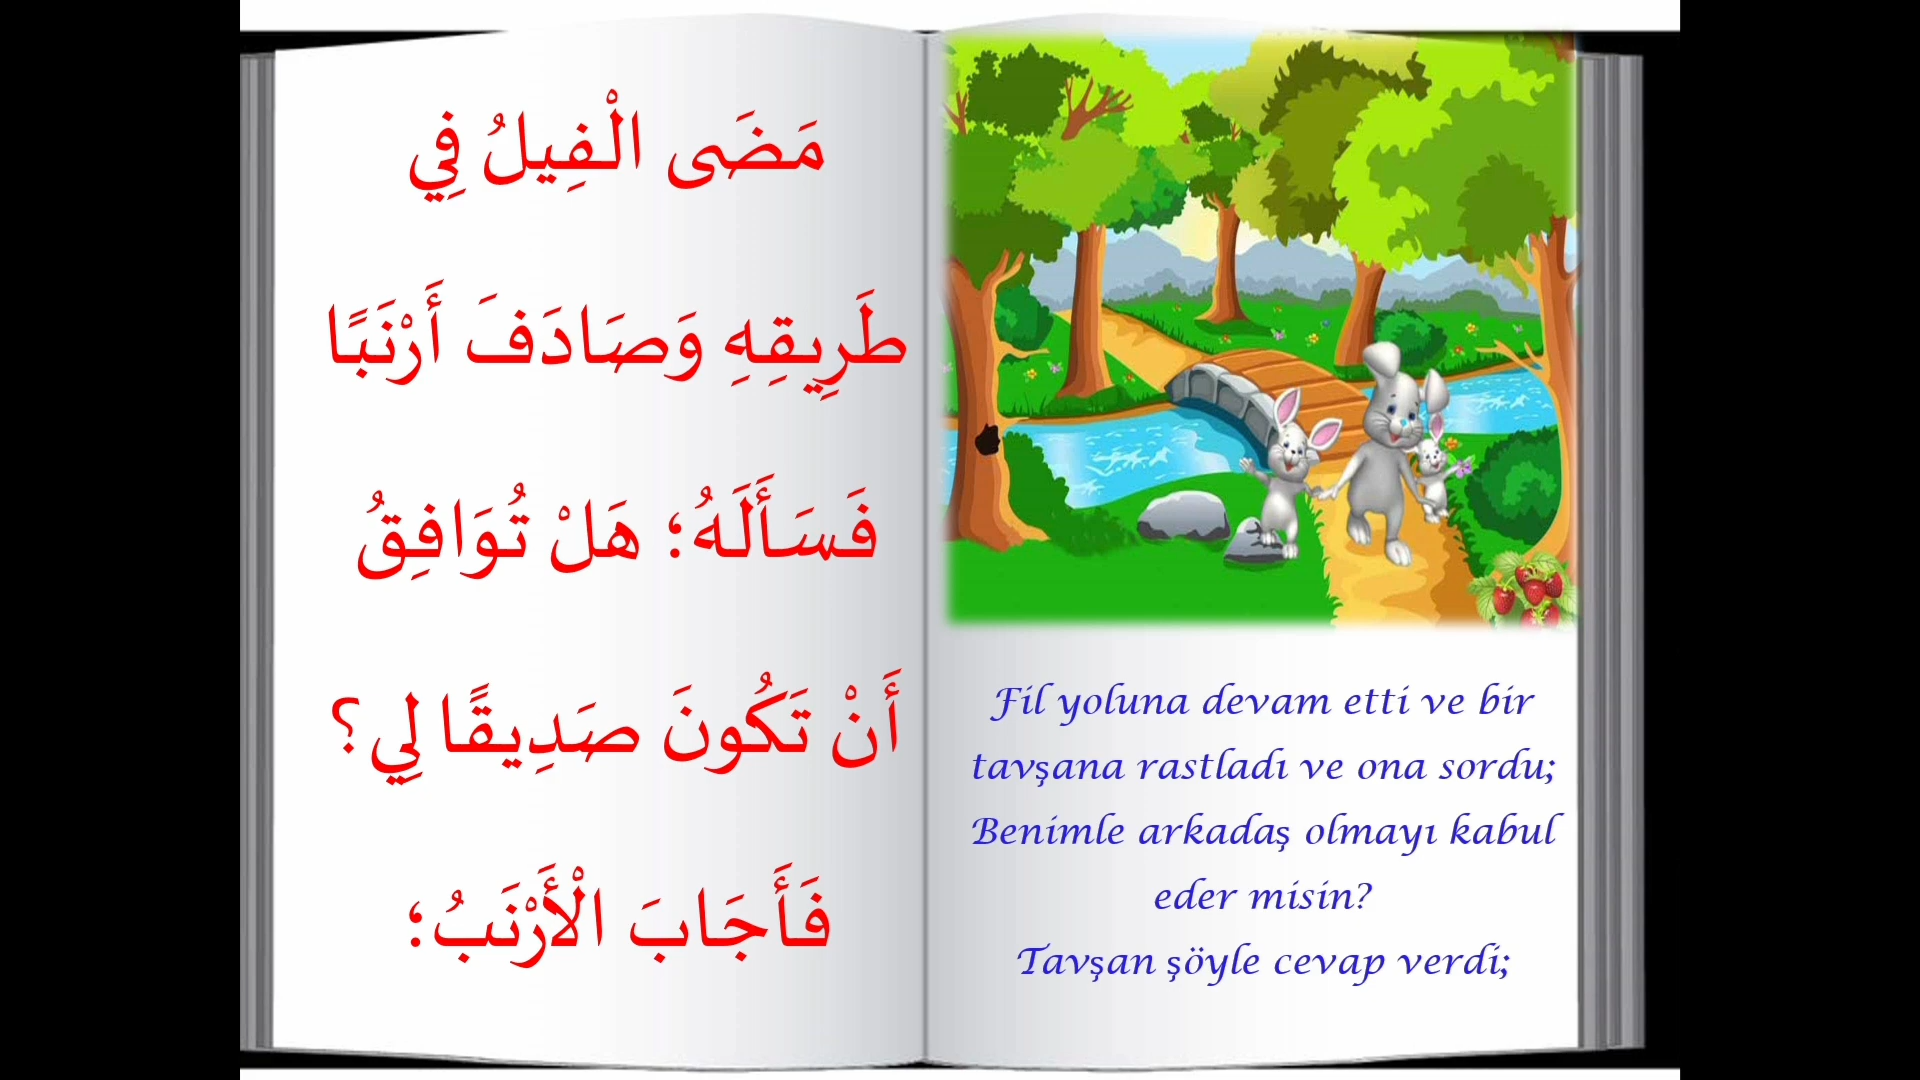 مَضَى الْفِيلُ فِي
طَرِيقِهِ وَصَادَفَ أَرْنَبًا
فَسَأَلَهُ؛ هَلْ تُوَافِقُ
أَنْ تَكُونَ صَدِيقًا لِي؟
فَأَجَابَ الْأَرْنَبُ؛
Fil yoluna devam etti ve bir
tavşana rastladı ve ona sordu;
Benimle arkadaş olmayı kabul
eder misin?
Tavşan şöyle cevap verdi;